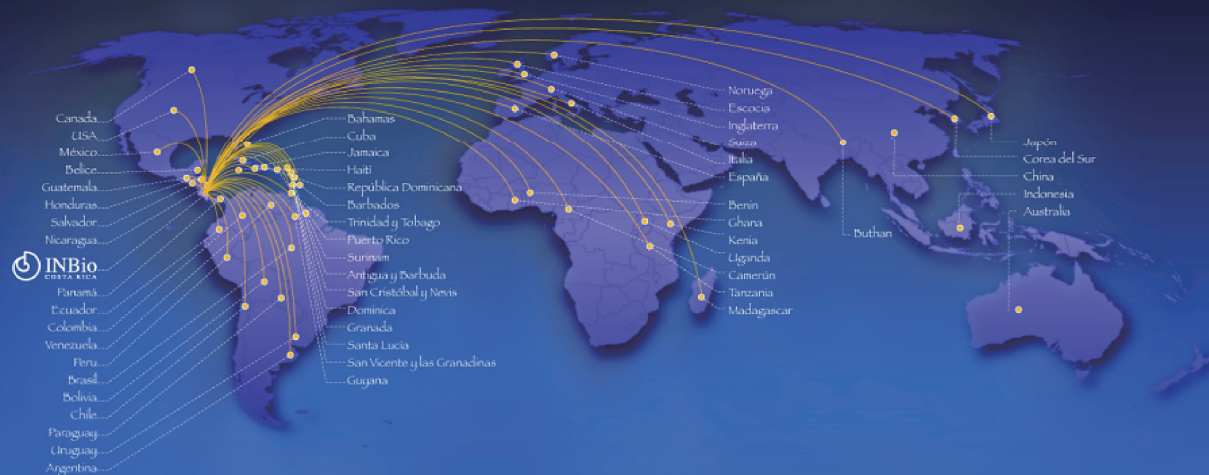 Canada
USA
México
Belice
Guatemala
Honduras
Salvador
Nicaragua
INBio
COSTA RICA
Panamá
Ecuador
Colombia
Venezuela
Peru
Brasil
Bolivia
Chile
Paraguay
Uruguay
Argentina
Bahamas
Cuba
Jamaica
Haití
República Dominicana
Barbados
Trinidad y Tobago
Puerto Rico
Surinam
Antigua y Barbuda
San Cristóbal y Nevis
Dominica
Granada
Santa Lucía
San Vicente y las Granadinas
Guyana
Noruega
Escocia
Inglaterra
Suiza
Italia
España
Benin
Ghana
Kenia
Uganda
Camerún
Tanzania
Madagascar
Buthan
Japón
Corea del Sur
China
Indonesia
Australia